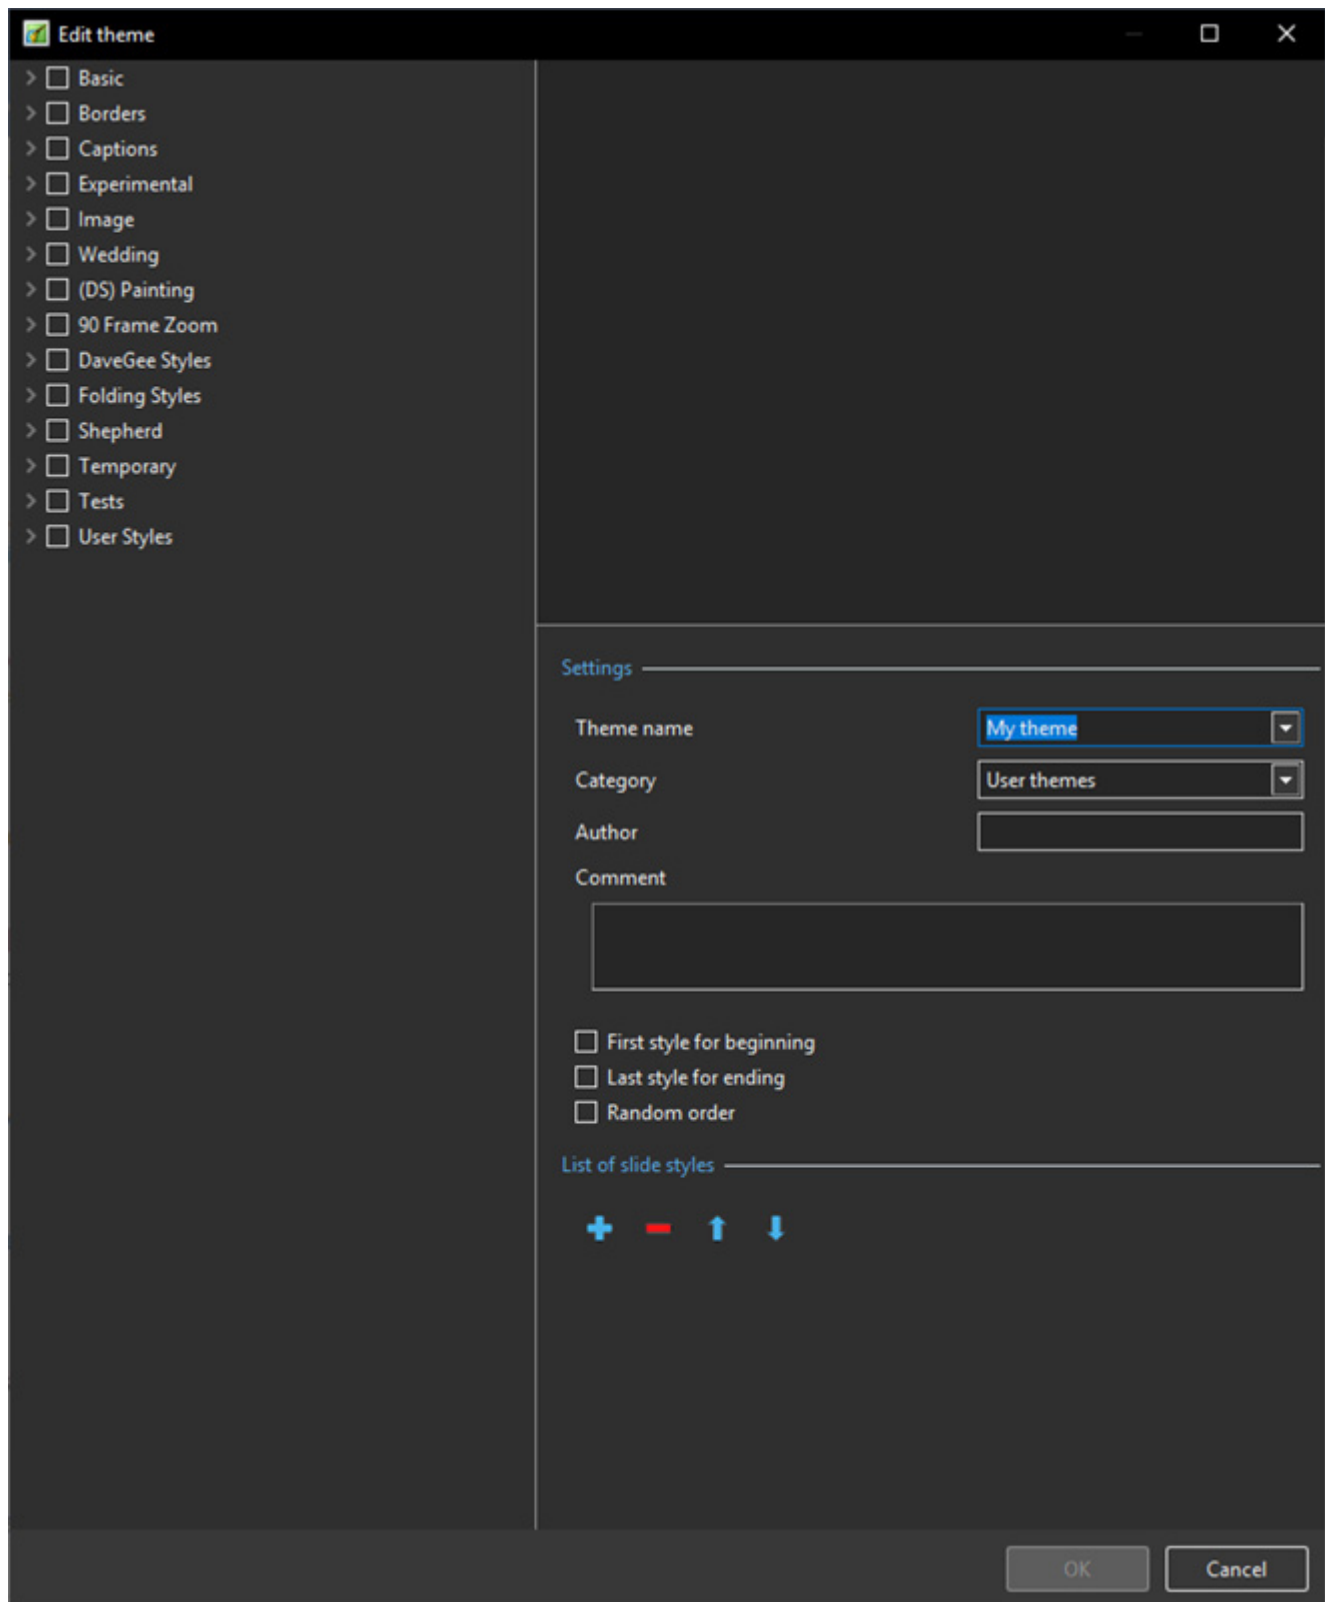 Edit theme
Basic
Borders
Captions
Experimental
Image
Wedding
(DS) Painting
90 Frame Zoom
DaveGee Styles
Folding Styles
Shepherd
Temporary
Tests
User Styles
Settings
Theme name My theme
Category User themes
Author
Comment
First style for beginning
Last style for ending
Random order
List of slide styles
OK Cancel